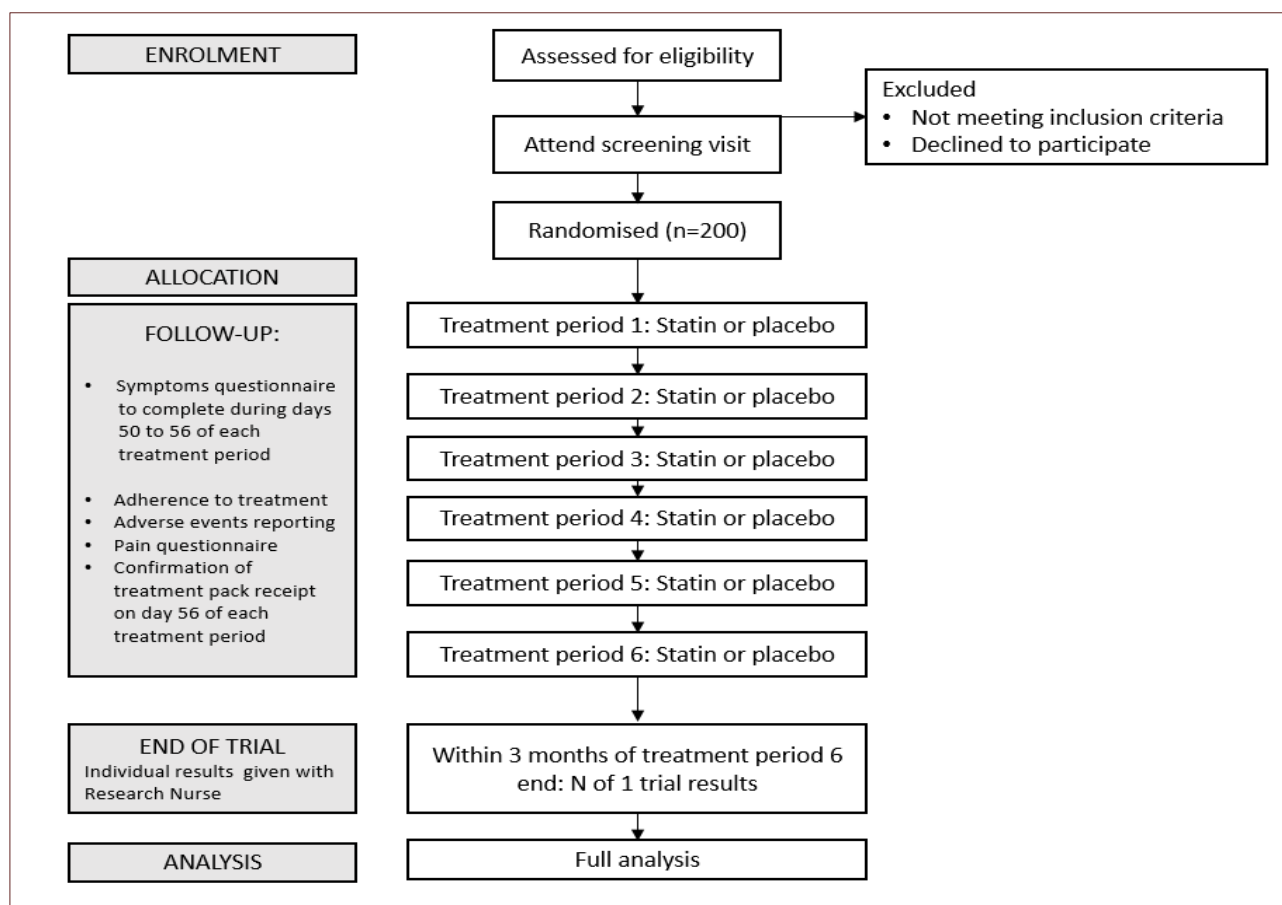 ENROLMENT
Assessed for eligibility
Excluded
• Not meeting inclusion criteria
• Declined to participate
Attend screening visit
Randomised (n=200)
ALLOCATION
FOLLOW-UP:
• Symptoms questionnaire
to complete during days
50 to 56 of each
treatment period
• Adherence to treatment
• Adverse events reporting
• Pain questionnaire
• Confirmation of
treatment pack receipt
on day 56 of each
treatment period
Treatment period 1: Statin or placebo
Treatment period 2: Statin or placebo
Treatment period 3: Statin or placebo
Treatment period 4: Statin or placebo
Treatment period 5: Statin or placebo
Treatment period 6: Statin or placebo
END OF TRIAL
Individual results given with
Research Nurse
Within 3 months of treatment period 6
end: N of 1 trial results
ANALYSIS
Full analysis